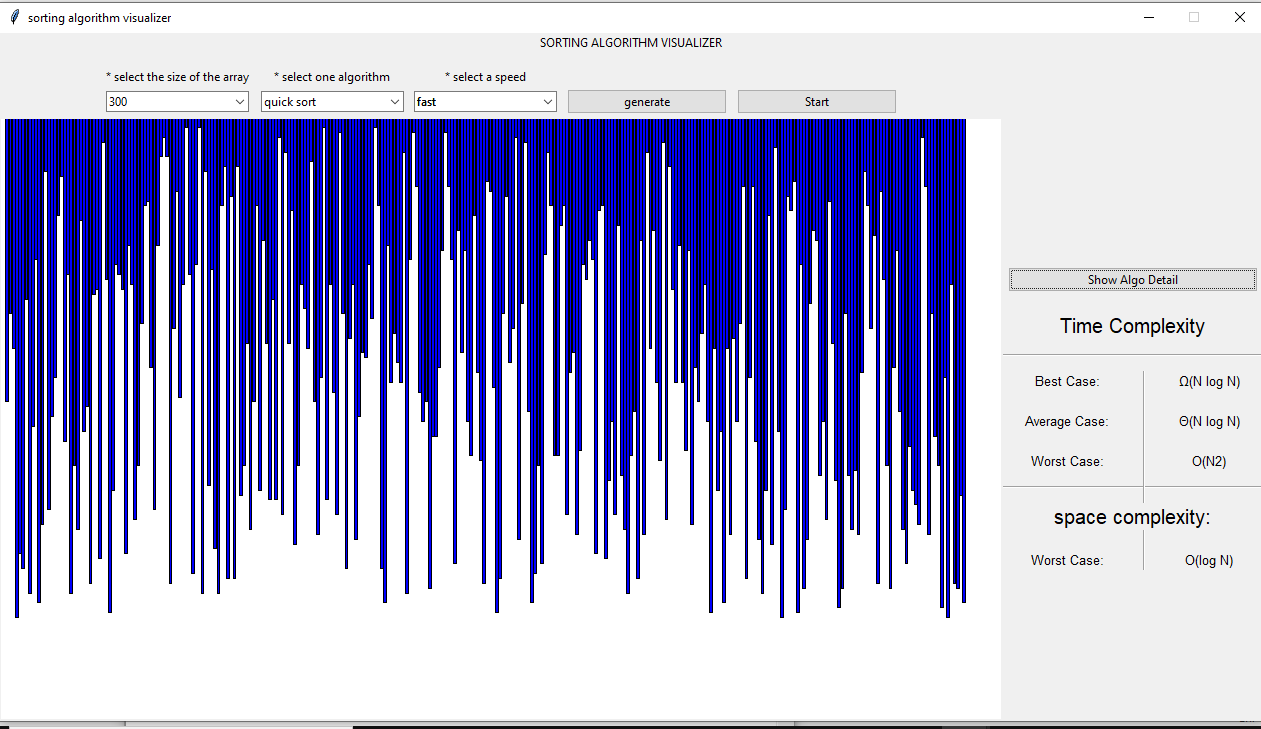 sorting algorithm visualizer
SORTING ALGORITHM VISUALIZER
* select the size of the array * select one algorithm * select a speed
300 quick sort fast generate Start
Show Algo Detail
Time Complexity
Best Case: Ω(N log N)
Average Case: Θ(N log N)
Worst Case: O(N2)
space complexity:
Worst Case: O(log N)